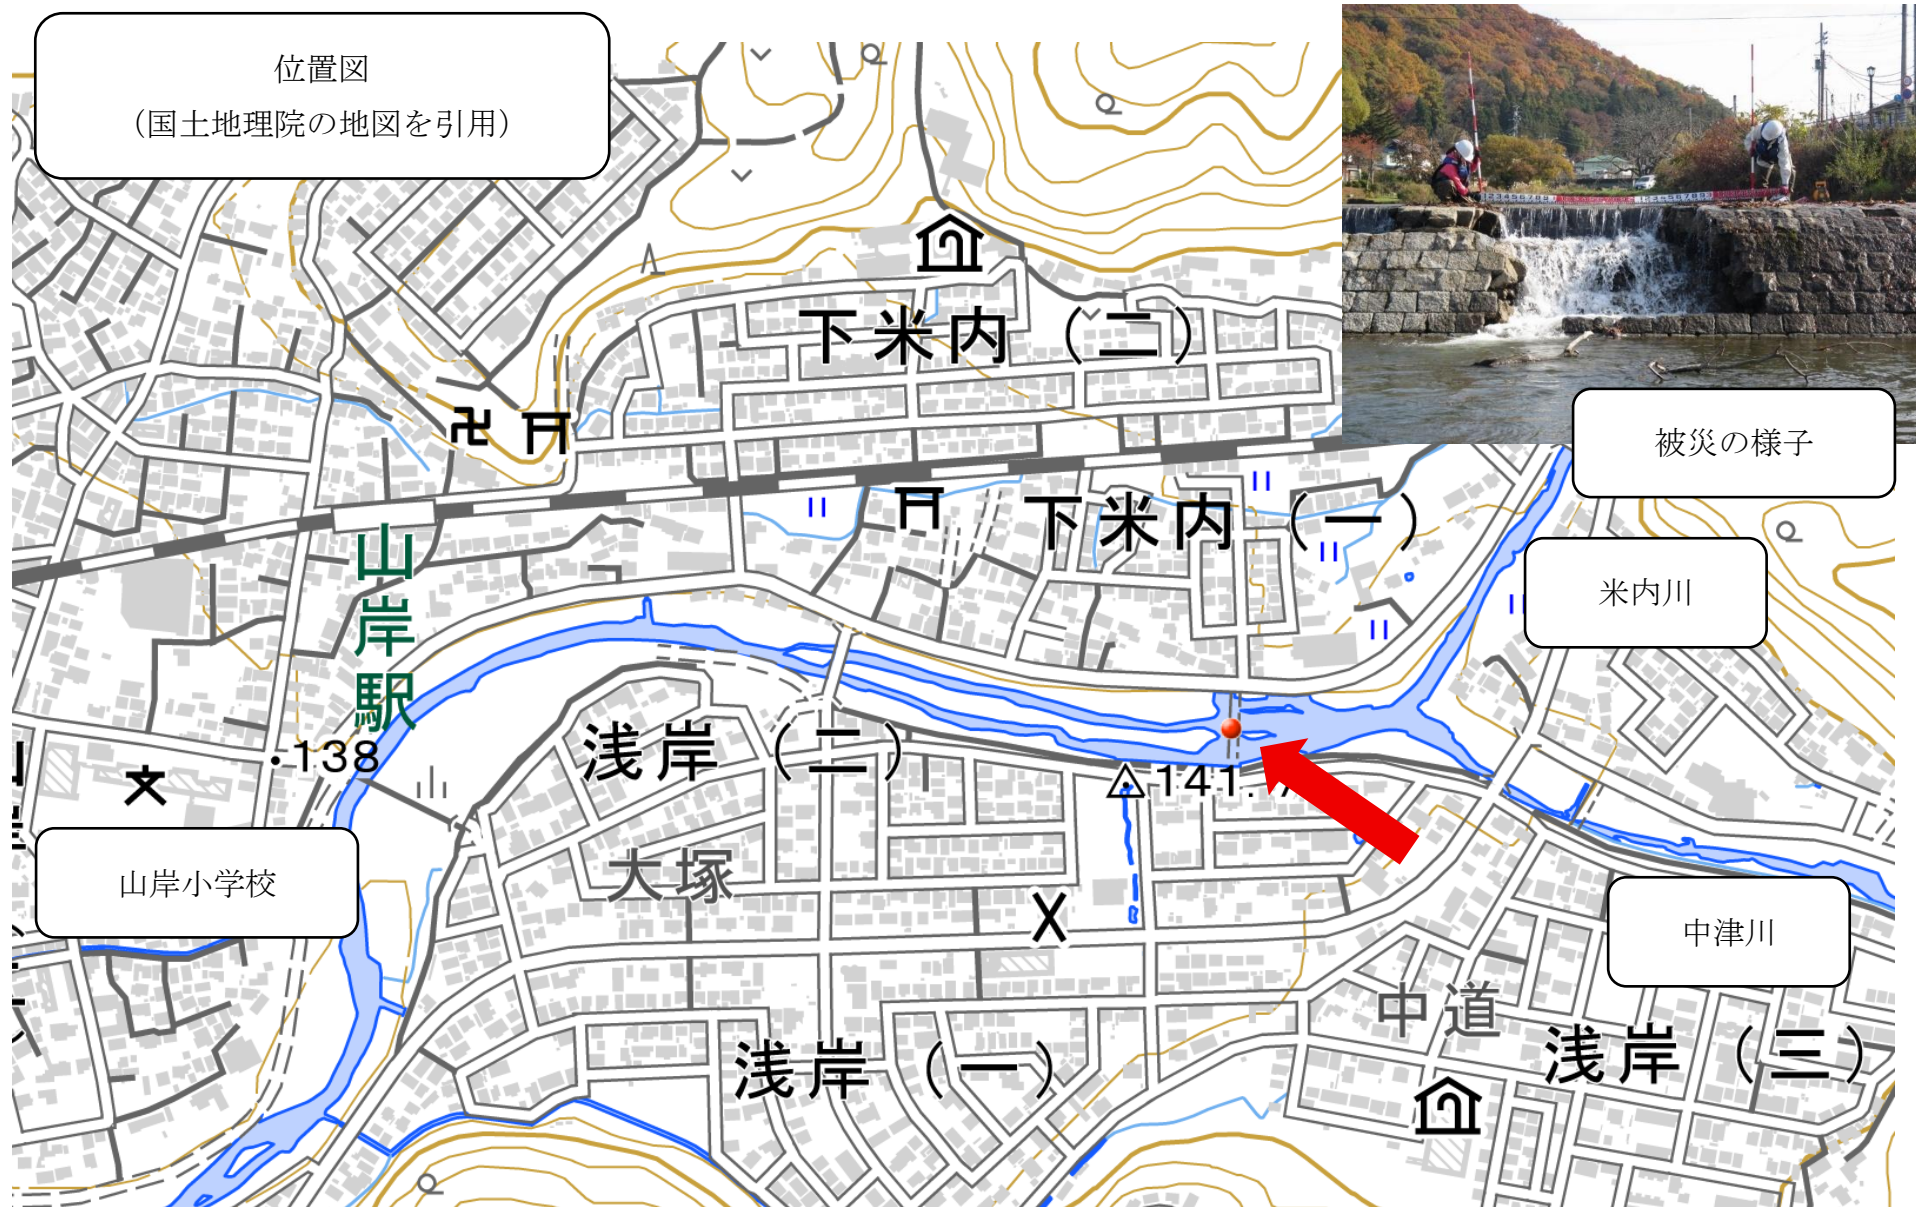 位置図
（国土地理院の地図を引用）
被災の様子
下米内（二）
下米内（一）
米内川
山岸駅
浅岸（二）
・138
141.
大塚
山岸小学校
中津川
中道
浅岸（一）
浅岸（三）